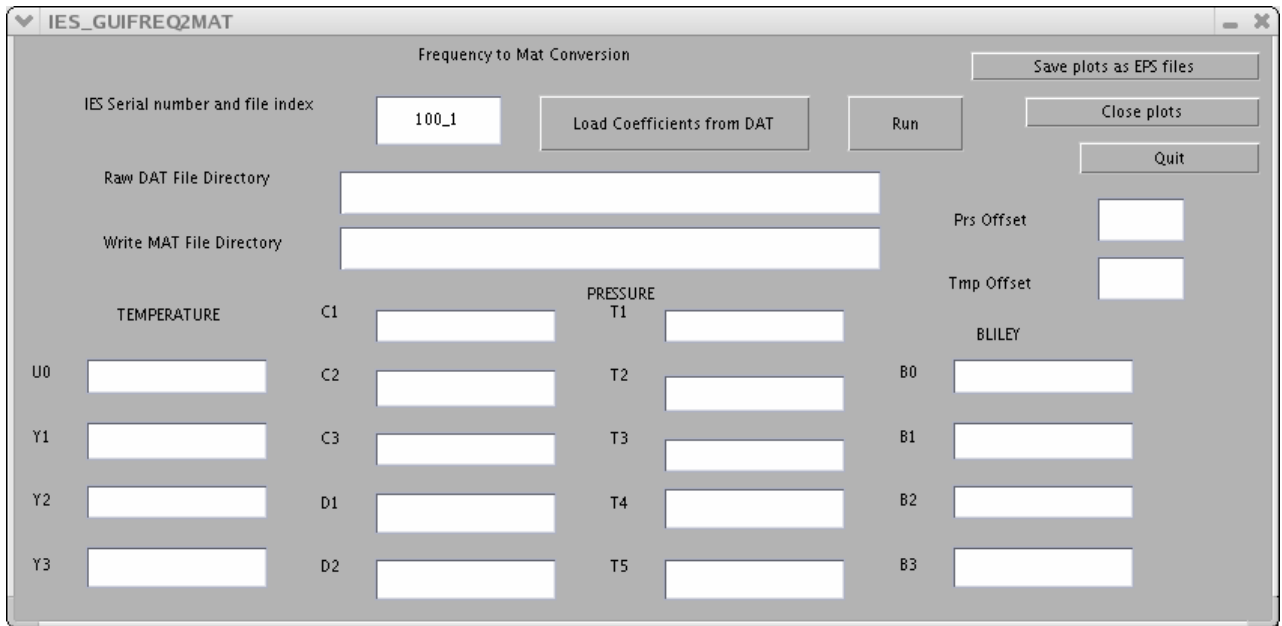 IES_GUIFREQ2MAT
Frequency to Mat Conversion
Save plots as EPS files
IES Serial number and file index
100_1
Load Coefficients from DAT
Run
Close plots
Quit
Raw DAT File Directory
Prs Offset
Write MAT File Directory
Tmp Offset
PRESSURE
TEMPERATURE
C1
T1
BLILEY
U0
C2
T2
B0
Y1
C3
T3
B1
Y2
D1
T4
B2
Y3
D2
T5
B3